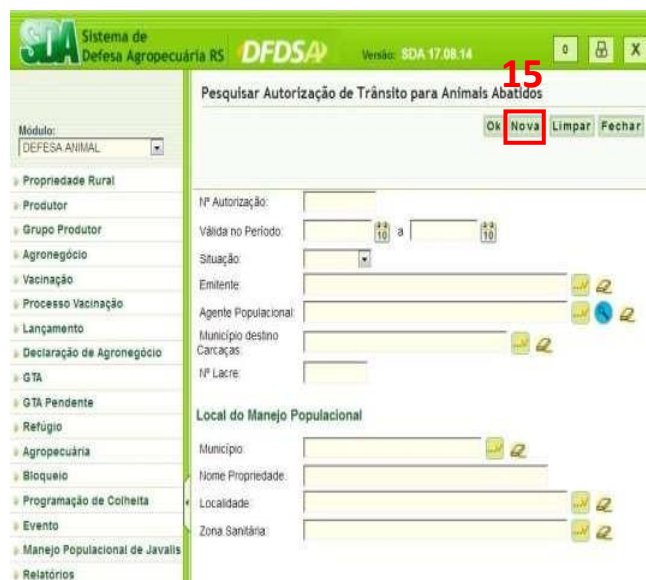 SDA Sistema de
Defesa Agropecuária RS
DFDSA
Versão: SDA 17.08.14
0
X
15
Pesquisar Autorização de Trânsito para Animais Abatidos
Ok Nova Limpar Fechar
Módulo:
DEFESA ANIMAL
Propriedade Rural
Produtor
Grupo Produtor
Agronegócio
Vacinação
Processo Vacinação
Lançamento
Declaração de Agronegócio
GTA
GTA Pendente
Refúgio
Agropecuária
Bloqueio
Programação de Colheita
Evento
Manejo Populacional de Javalis
Relatórios
Nº Autorização:
Válida no Período: 10 a 10
Situação:
Emitente:
Agente Populacional:
Município destino
Carcaças:
Nº Lacre:
Local do Manejo Populacional
Município:
Nome Propriedade:
Localidade:
Zona Sanitária: